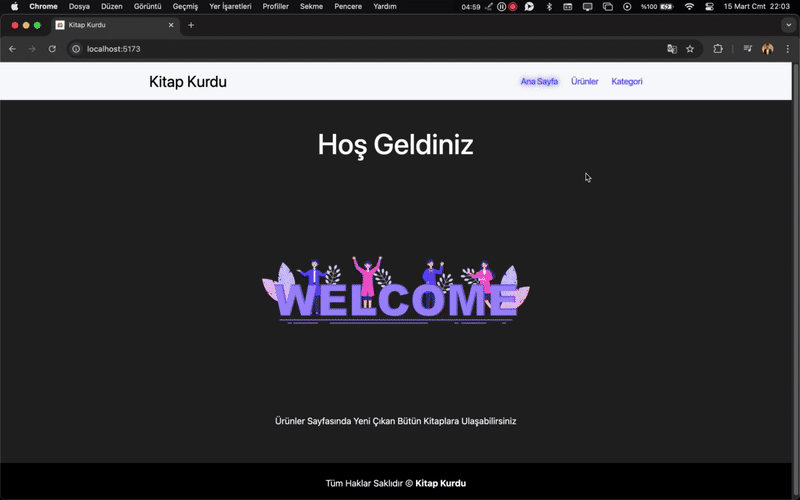 Chrome Dosya Düzen Görüntü Geçmiş Yer İşaretleri Profiller Sekme Pencere Yardım 04:59 %100 15 Mart Cmt 22:03
Kitap Kurdu
localhost:5173
Kitap Kurdu Ana Sayfa Ürünler Kategori
Hoş Geldiniz
WELCOME
Ürünler Sayfasında Yeni Çıkan Bütün Kitaplara Ulaşabilirsiniz
Tüm Haklar Saklıdır © Kitap Kurdu